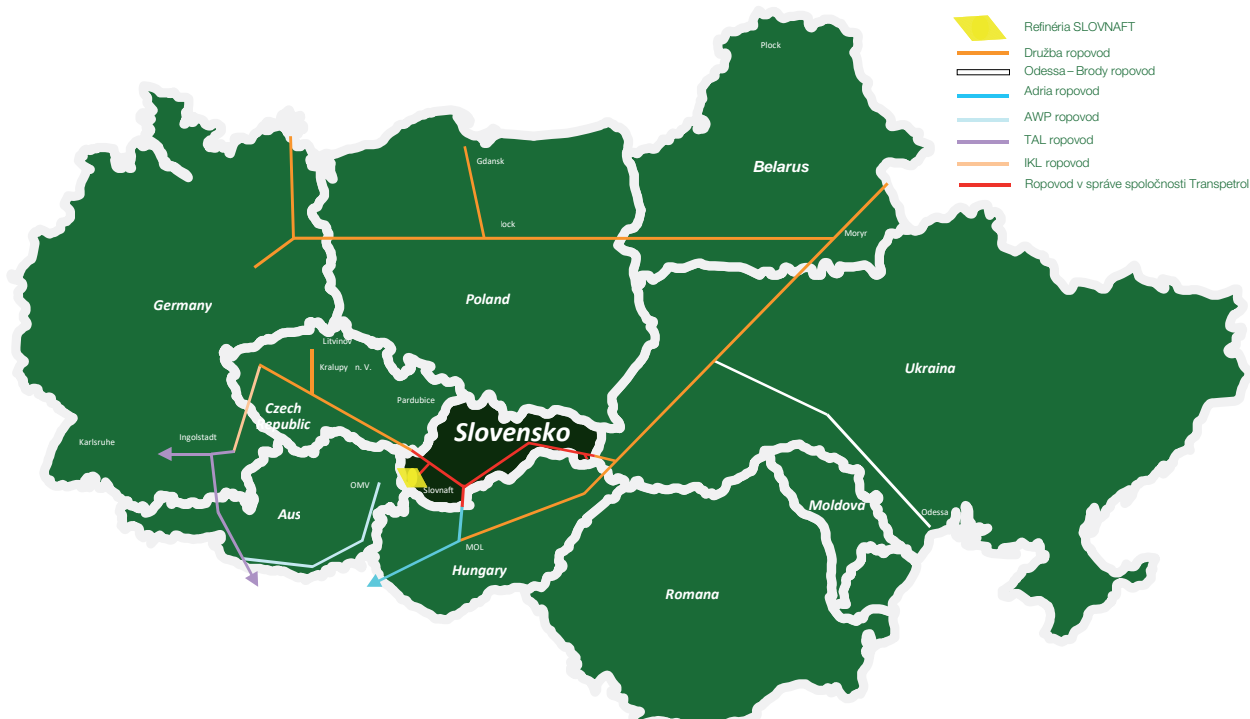 Refinéria SLOVNAFT
Družba ropovod
Odessa – Brody ropovod
Adria ropovod
AWP ropovod
TAL ropovod
IKL ropovod
Ropovod v správe spoločnosti Transpetrol
Plock
Gdansk
Belarus
lock
Moryr
Germany
Poland
Litvinov
Kralupy n. V.
Ukraina
Pardubice
Czech
epublic
Slovensko
Karlsruhe
Ingolstadt
OMV
Slovnaft
Aus
Moldova
Odessa
MOL
Hungary
Romana